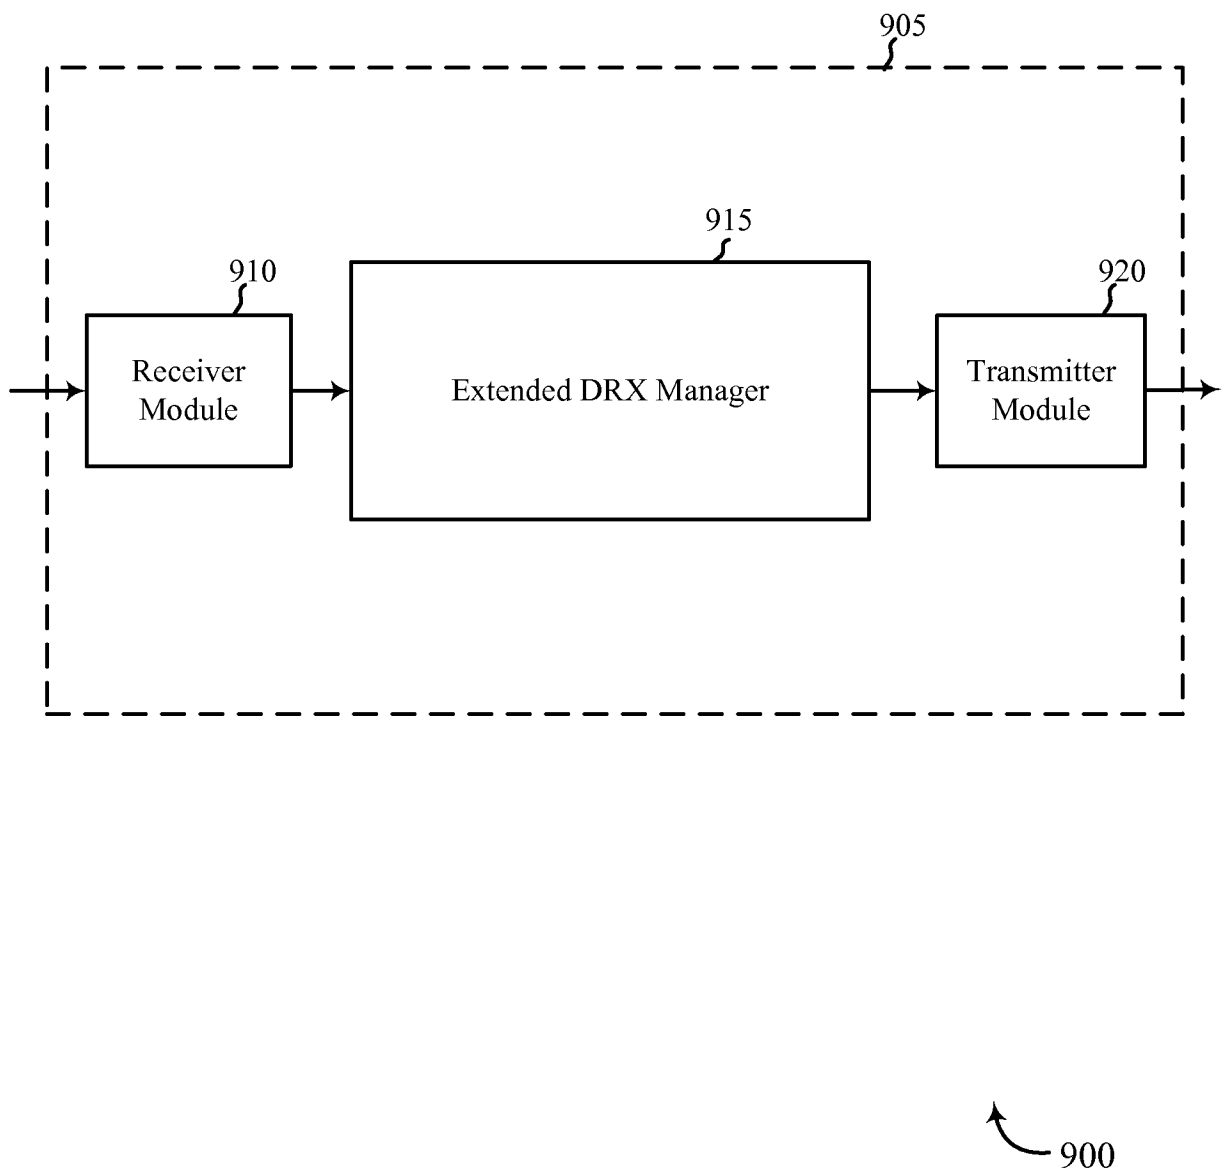 905
915
910
920
Receiver
Module
Extended DRX Manager
Transmitter
Module
900